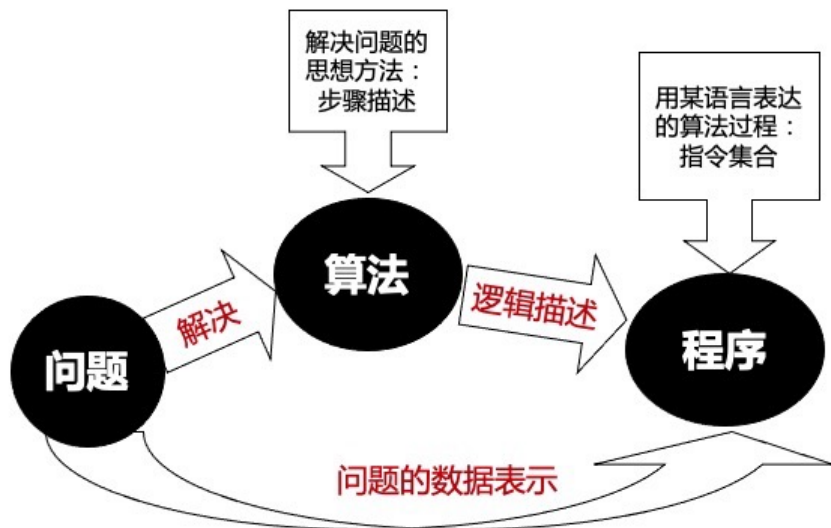 解决问题的
思想方法：
步骤描述
用某语言表达
的算法过程：
指令集合
算法
解决
逻辑描述
问题
程序
问题的数据表示